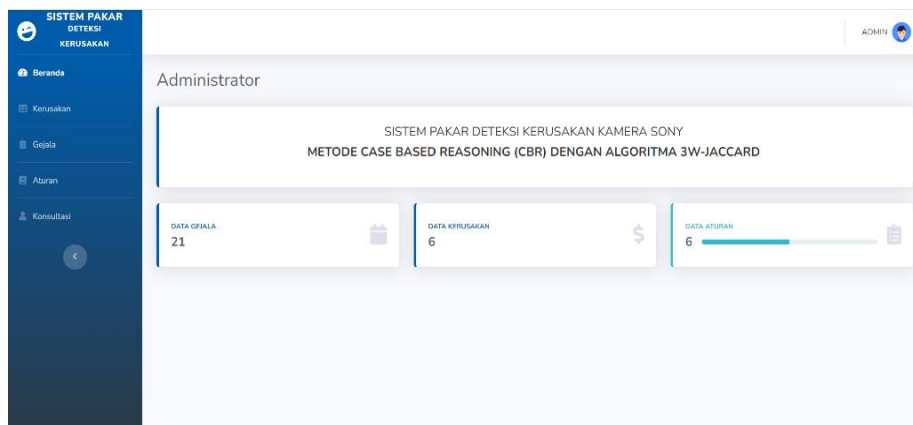 SISTEM PAKAR
DETEKSI
KERUSAKAN
ADMIN
Beranda
Kerusakan
Gejala
Aturan
Konsultasi
Administrator
SISTEM PAKAR DETEKSI KERUSAKAN KAMERA SONY
METODE CASE BASED REASONING (CBR) DENGAN ALGORITMA 3W-JACCARD
DATA GEJALA
21
DATA KERUSAKAN
6
DATA ATURAN
6